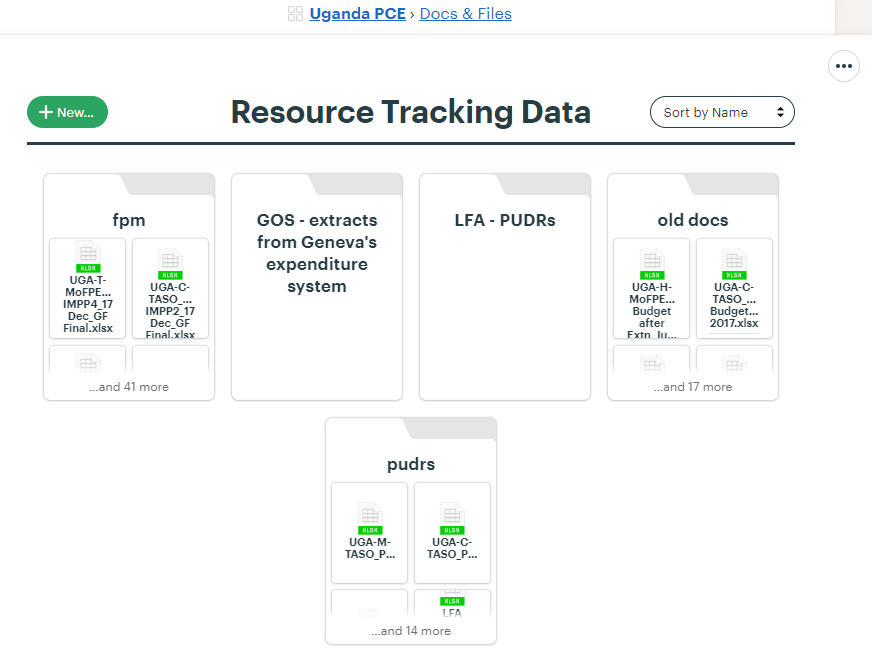 Uganda PCE › Docs & Files
New...
Resource Tracking Data
Sort by Name
fpm
XLSX
UGA-T-
MoFPE...
IMPP4_17
Dec_GF
Final.xlsx
XLSX
UGA-C-
TASO_...
IMPP2_17
Dec_GF
Final.xlsx
...and 41 more
GOS - extracts
from Geneva's
expenditure
system
LFA - PUDRs
old docs
XLSX
UGA-H-
MoFPE...
Budget
after
Extn_Ju...
XLSX
UGA-C-
TASO_...
Budget...
2017.xlsx
...and 17 more
pudrs
XLSX
UGA-M-
TASO_P...
XLSX
UGA-C-
TASO_P...
XLSX
LFA
...and 14 more